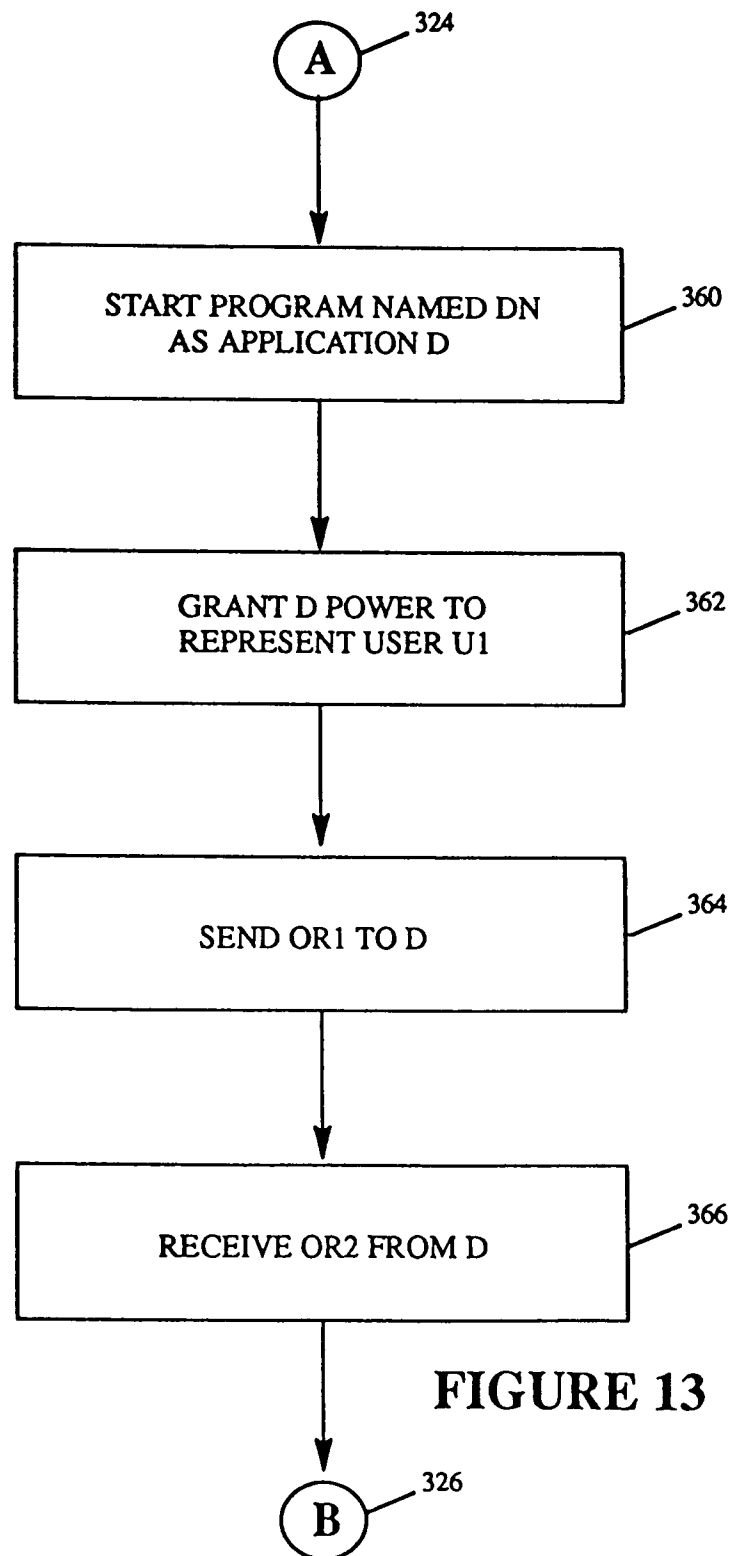 324
A
START PROGRAM NAMED DN
AS APPLICATION D
360
GRANT D POWER TO
REPRESENT USER U1
362
SEND OR1 TO D
364
RECEIVE OR2 FROM D
366
FIGURE 13
B
326